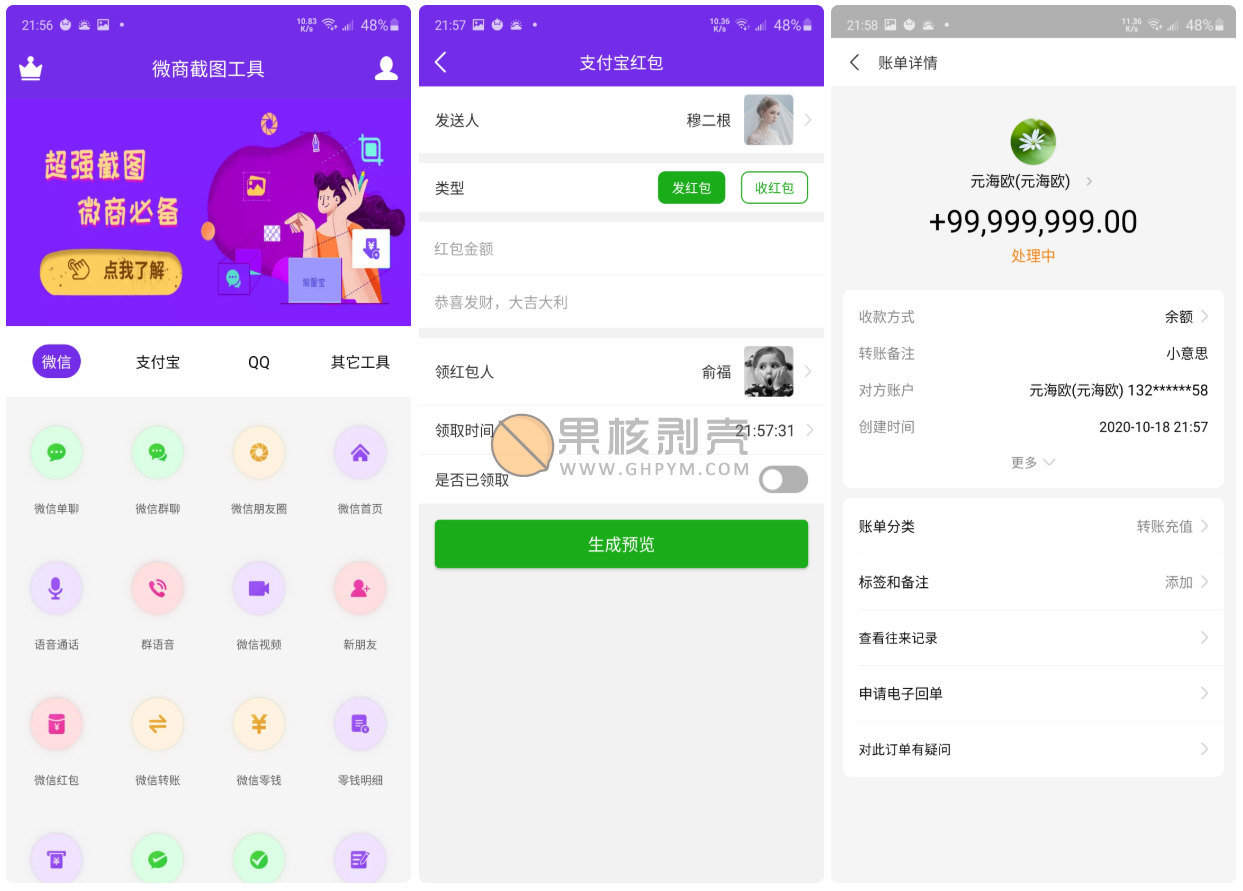 21:56
10.83
K/s
48%
微商截图工具
超强截图
微商必备
点我了解
微圈宝
微信 支付宝 QQ 其它工具
微信单聊 微信群聊 微信朋友圈 微信首页
语音通话 群语音 微信视频 新朋友
微信红包 微信转账 微信零钱 零钱明细
21:57
10.36
K/s
48%
支付宝红包
发送人 穆二根
类型 发红包 收红包
红包金额
恭喜发财，大吉大利
领红包人 俞福
领取时间 21:57:31
是否已领取
生成预览
果核剥壳
WWW.GHPYM.COM
21:58
11.36
K/s
48%
账单详情
元海欧(元海欧)
+99,999,999.00
处理中
收款方式 余额
转账备注 小意思
对方账户 元海欧(元海欧) 132******58
创建时间 2020-10-18 21:57
更多
账单分类 转账充值
标签和备注 添加
查看往来记录
申请电子回单
对此订单有疑问